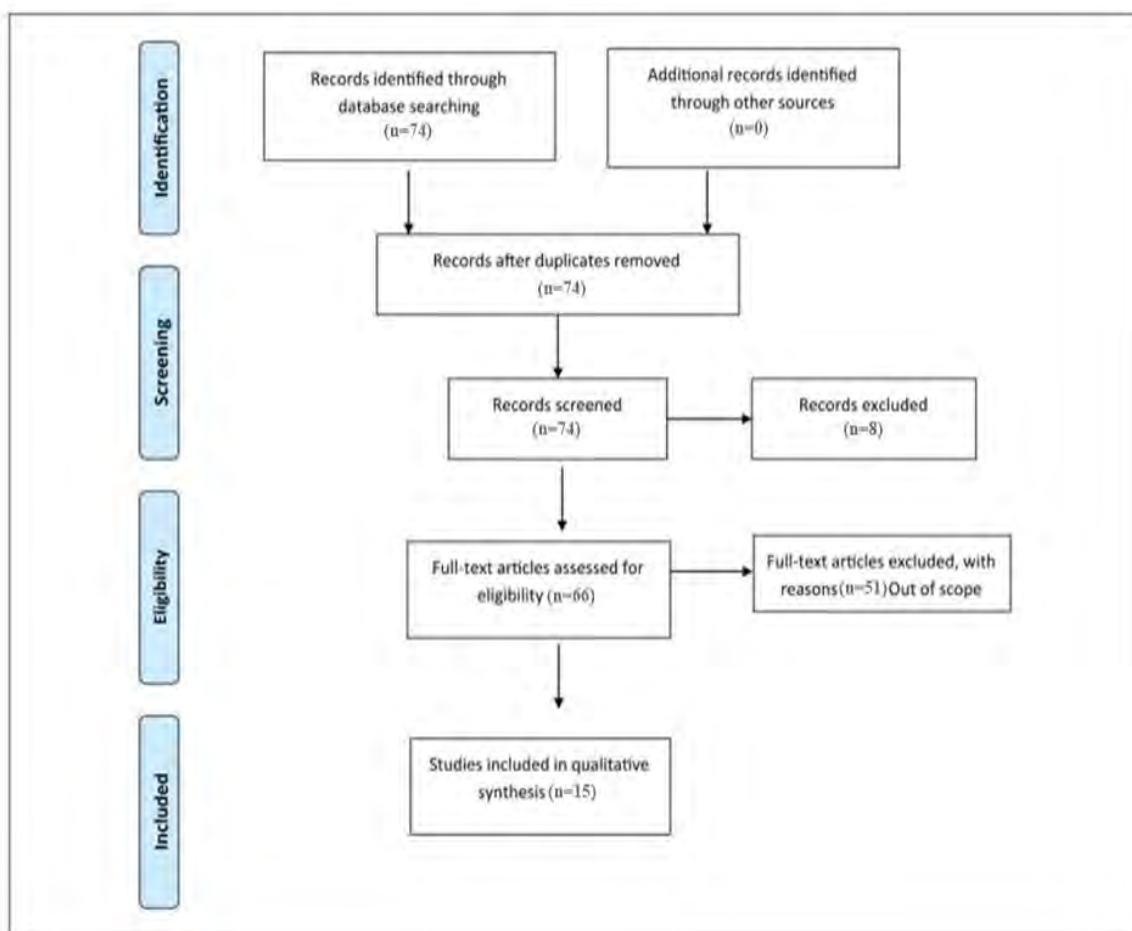 Identification
Records identified through
database searching
(n=74)
Additional records identified
through other sources
(n=0)
Records after duplicates removed
(n=74)
Screening
Records screened
(n=74)
Records excluded
(n=8)
Eligibility
Full-text articles assessed for
eligibility (n=66)
Full-text articles excluded, with
reasons(n=51)Out of scope
Included
Studies included in qualitative
synthesis(n=15)